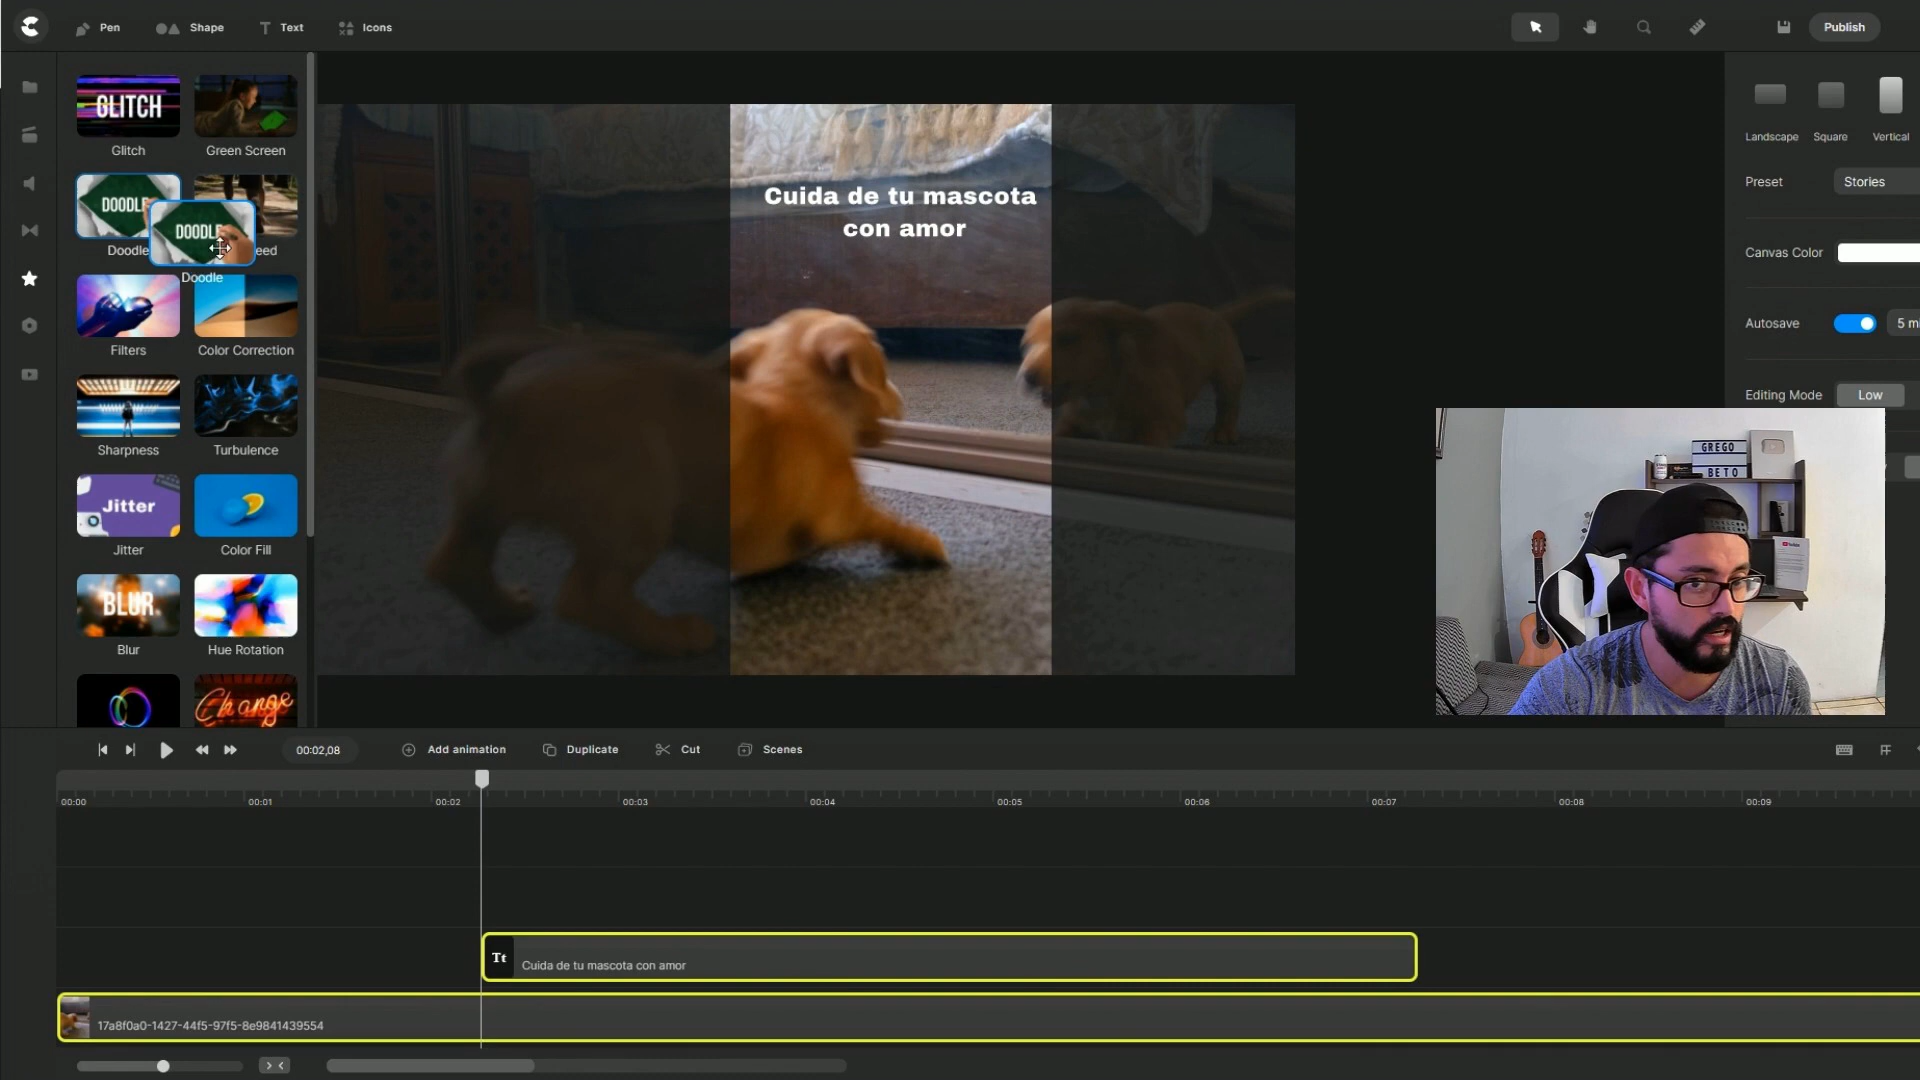 Pen
Shape
Text
Icons
Publish
GLITCH
Glitch
Green Screen
DOODLE
Doodle
DOODLE
Doodle
eed
Filters
Color Correction
Sharpness
Turbulence
Jitter
Jitter
Color Fill
BLUR
Blur
Hue Rotation
Change
Cuida de tu mascota
con amor
Landscape
Square
Vertical
Preset
Stories
Canvas Color
Autosave
5 mi
Editing Mode
Low
GREGO
BETO
00:02,08
Add animation
Duplicate
Cut
Scenes
00:00
00:01
00:02
00:03
00:04
00:05
00:06
00:07
00:08
00:09
Tt
Cuida de tu mascota con amor
17a8f0a0-1427-44f5-97f5-8e9841439554